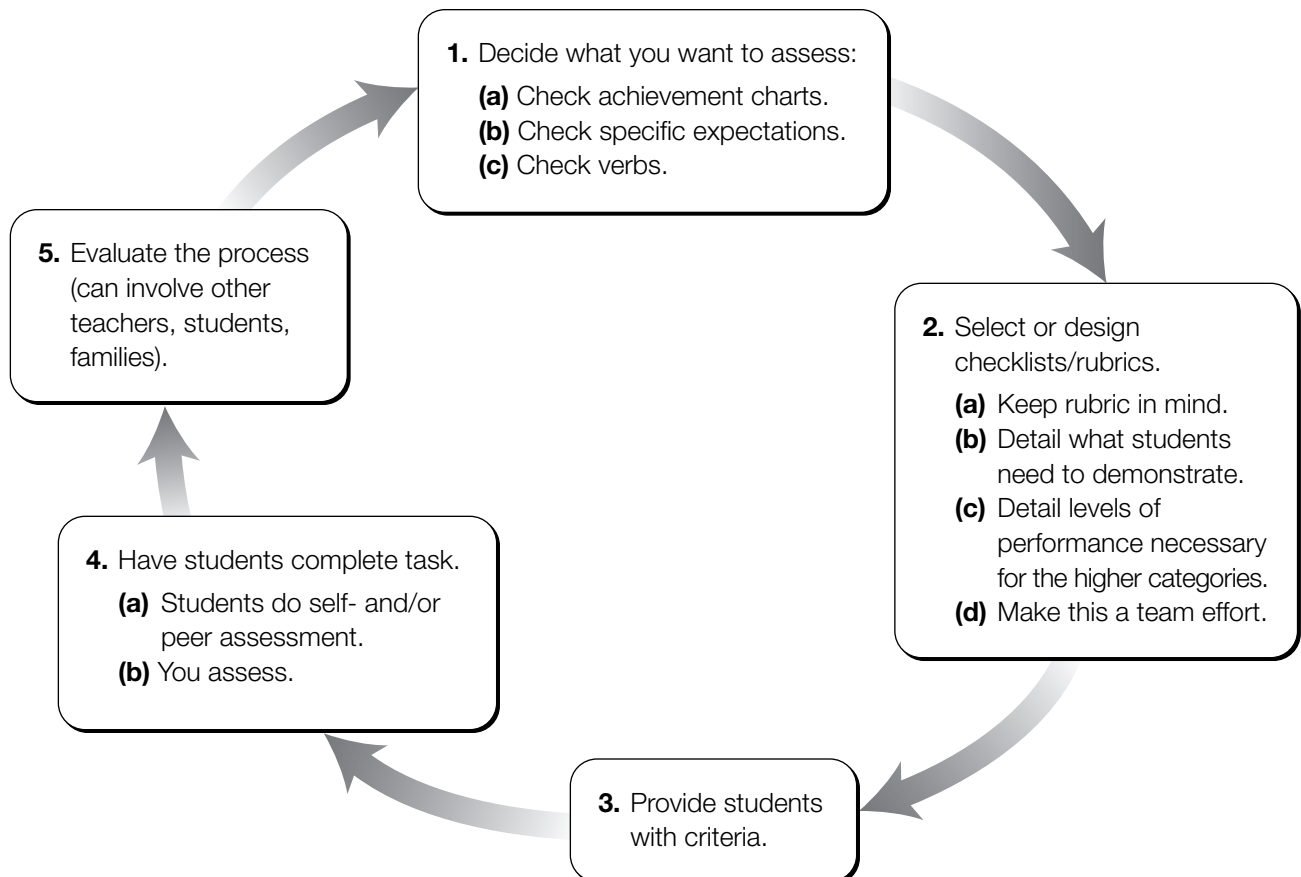 1. Decide what you want to assess:
(a) Check achievement charts.
(b) Check specific expectations.
(c) Check verbs.
2. Select or design
checklists/rubrics.
(a) Keep rubric in mind.
(b) Detail what students
need to demonstrate.
(c) Detail levels of
performance necessary
for the higher categories.
(d) Make this a team effort.
3. Provide students
with criteria.
4. Have students complete task.
(a) Students do self- and/or
peer assessment.
(b) You assess.
5. Evaluate the process
(can involve other
teachers, students,
families).